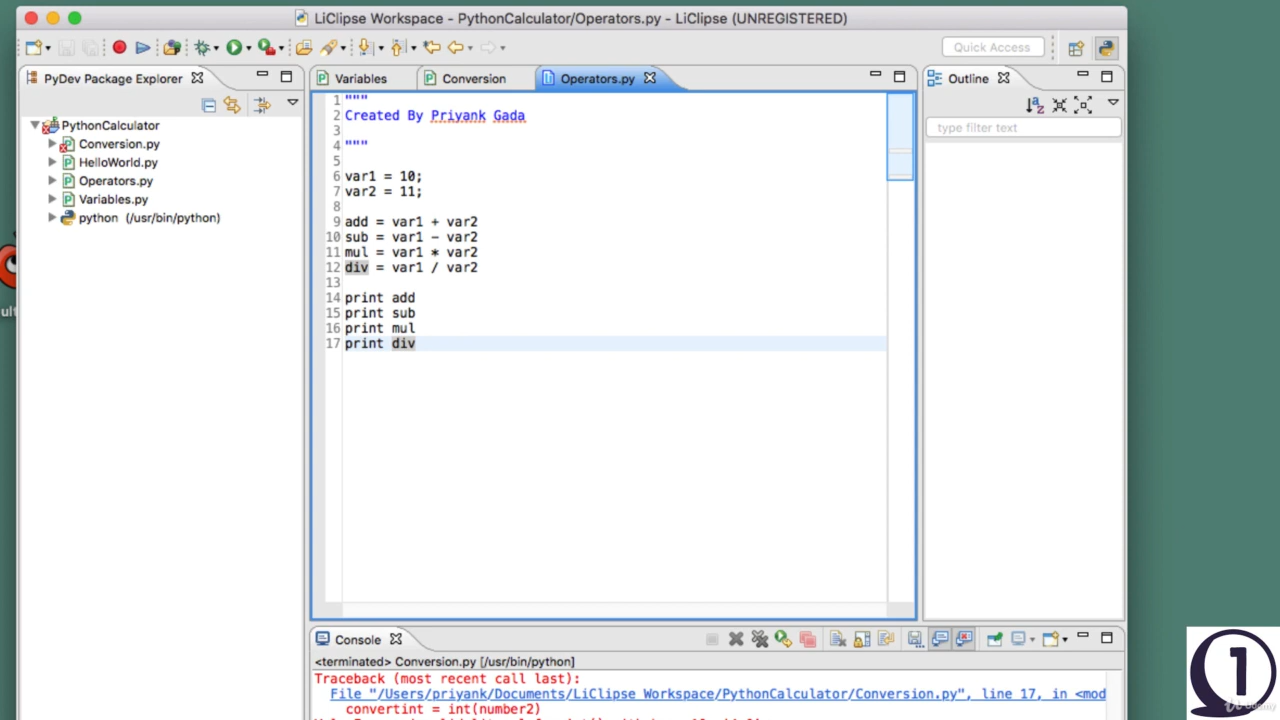 LiClipse Workspace - PythonCalculator/Operators.py - LiClipse (UNREGISTERED)
Quick Access
PyDev Package Explorer
Variables
Conversion
Operators.py
Outline
type filter text
PythonCalculator
Conversion.py
HelloWorld.py
Operators.py
Variables.py
python (/usr/bin/python)
1 """
2 Created By Priyank Gada
3
4 """
5
6 var1 = 10;
7 var2 = 11;
8
9 add = var1 + var2
10 sub = var1 - var2
11 mul = var1 * var2
12 div = var1 / var2
13
14 print add
15 print sub
16 print mul
17 print div
Console
<terminated> Conversion.py [/usr/bin/python]
Traceback (most recent call last):
File "/Users/priyank/Documents/LiClipse Workspace/PythonCalculator/Conversion.py", line 17, in <mod
convertint = int(number2)
ult
1
Udemy